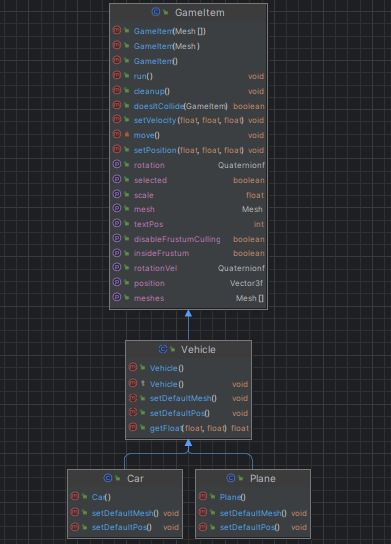 GameItem
GameItem(Mesh[])
GameItem(Mesh)
GameItem()
run() void
cleanup() void
doesItCollide(GameItem) boolean
setVelocity(float, float, float) void
move() void
setPosition(float, float, float) void
rotation Quaternionf
selected boolean
scale float
mesh Mesh
textPos int
disableFrustumCulling boolean
insideFrustum boolean
rotationVel Quaternionf
position Vector3f
meshes Mesh[]
Vehicle
Vehicle()
Vehicle() void
setDefaultMesh() void
setDefaultPos() void
getFloat(float, float) float
Car
Car()
setDefaultMesh() void
setDefaultPos() void
Plane
Plane()
setDefaultMesh() void
setDefaultPos() void